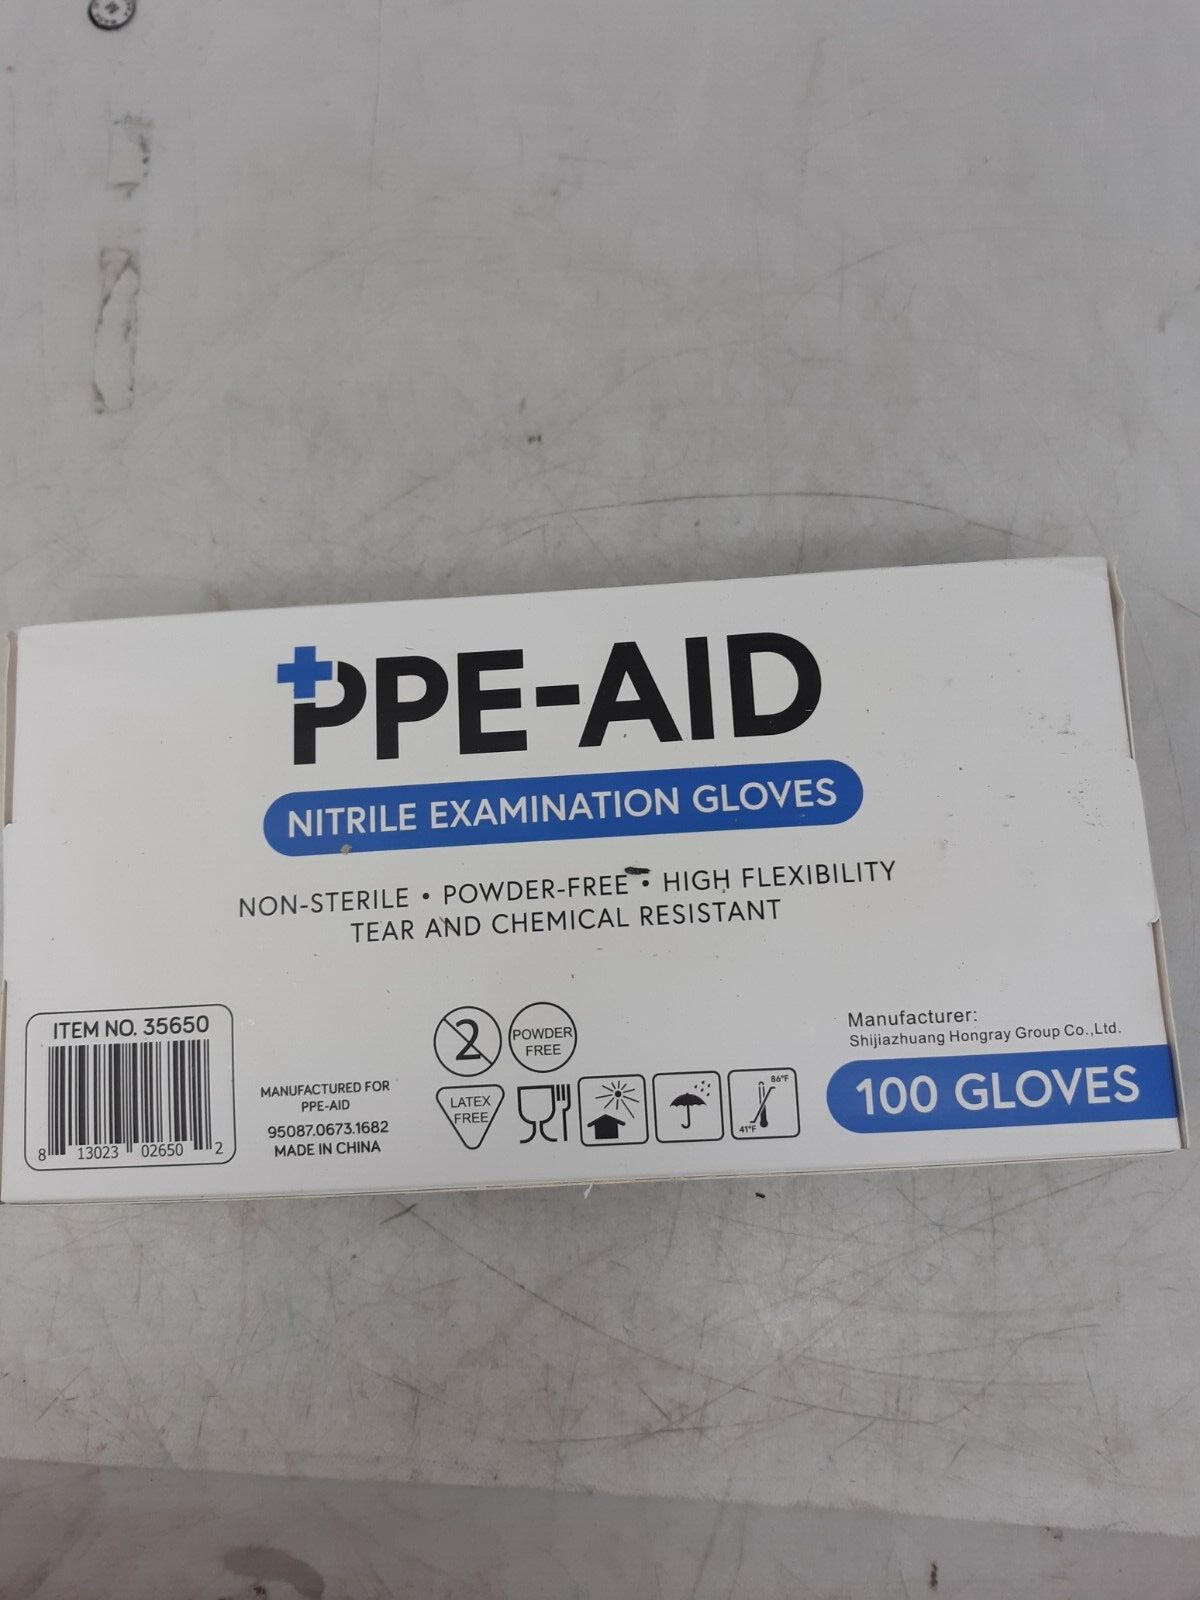 PPE-AID
NITRILE EXAMINATION GLOVES
NON-STERILE • POWDER-FREE • HIGH FLEXIBILITY
TEAR AND CHEMICAL RESISTANT
ITEM NO. 35650
8 13023 02650 2
MANUFACTURED FOR
PPE-AID
95087.0673.1682
MADE IN CHINA
2
POWDER
FREE
LATEX
FREE
86°F
41°F
Manufacturer:
Shijiazhuang Hongray Group Co.,Ltd.
100 GLOVES